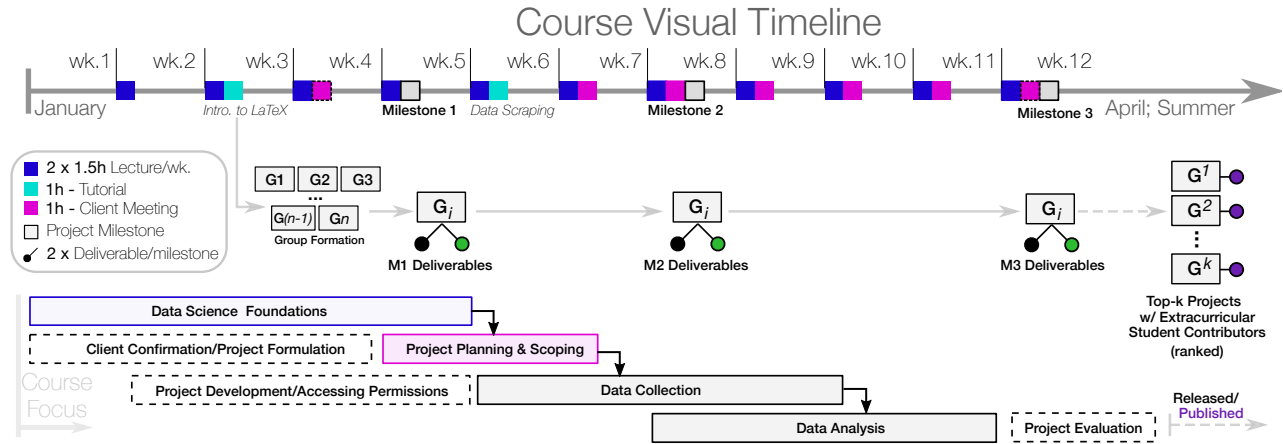 Course Visual Timeline
wk.1
wk.2
wk.3
wk.4
wk.5
wk.6
wk.7
wk.8
wk.9
wk.10
wk.11
wk.12
January
Intro. to LaTeX
Milestone 1
Data Scraping
Milestone 2
Milestone 3
April; Summer
2 x 1.5h Lecture/wk.
1h - Tutorial
1h - Client Meeting
Project Milestone
2 x Deliverable/milestone
G1 G2 G3
...
G(n-1) Gn
Group Formation
Gi
M1 Deliverables
Gi
M2 Deliverables
Gi
M3 Deliverables
G1
G2
⋮
Gk
Top-k Projects
w/ Extracurricular
Student Contributors
(ranked)
Data Science Foundations
Client Confirmation/Project Formulation
Project Planning & Scoping
Project Development/Accessing Permissions
Data Collection
Data Analysis
Project Evaluation
Course
Focus
Released/
Published